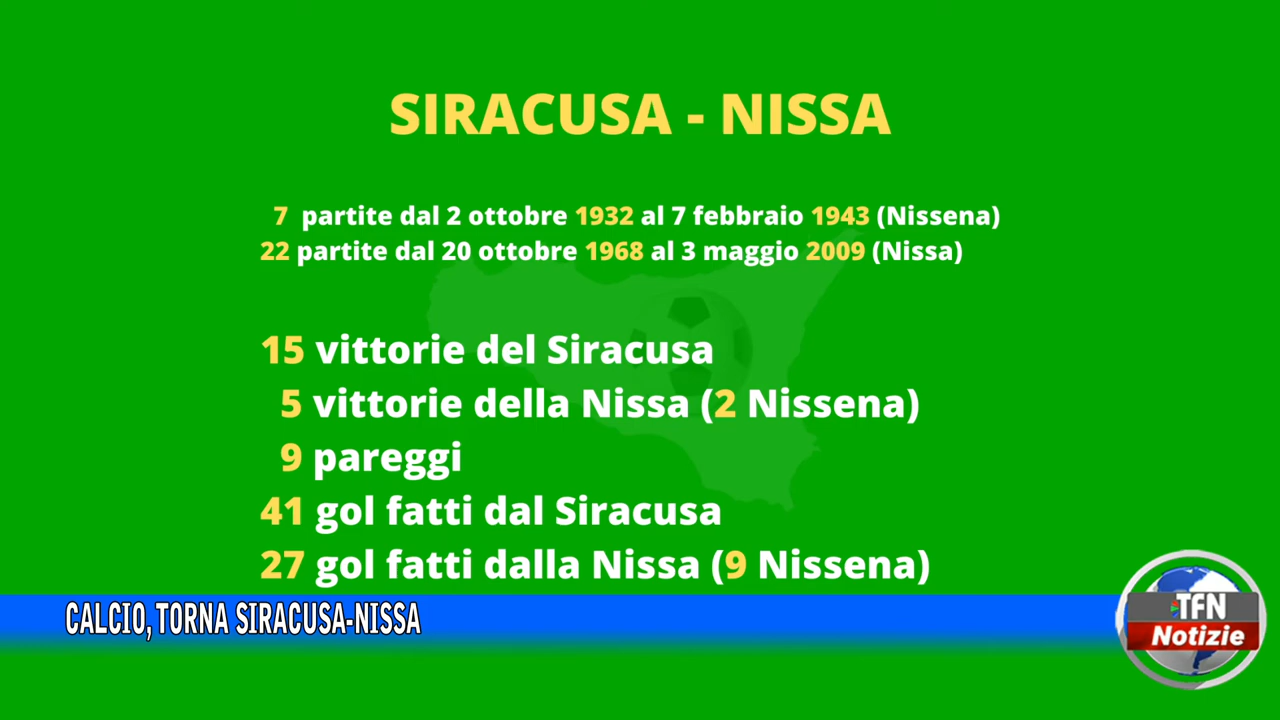 SIRACUSA - NISSA
7 partite dal 2 ottobre 1932 al 7 febbraio 1943 (Nissena)
22 partite dal 20 ottobre 1968 al 3 maggio 2009 (Nissa)
15 vittorie del Siracusa
5 vittorie della Nissa (2 Nissena)
9 pareggi
41 gol fatti dal Siracusa
27 gol fatti dalla Nissa (9 Nissena)
CALCIO, TORNA SIRACUSA-NISSA
TFN
Notizie